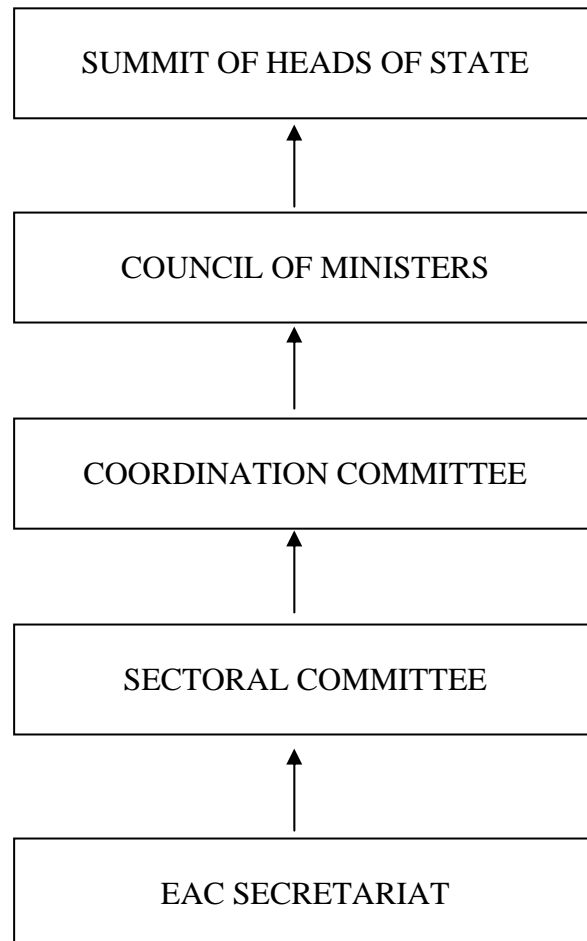 SUMMIT OF HEADS OF STATE
COUNCIL OF MINISTERS
COORDINATION COMMITTEE
SECTORAL COMMITTEE
EAC SECRETARIAT